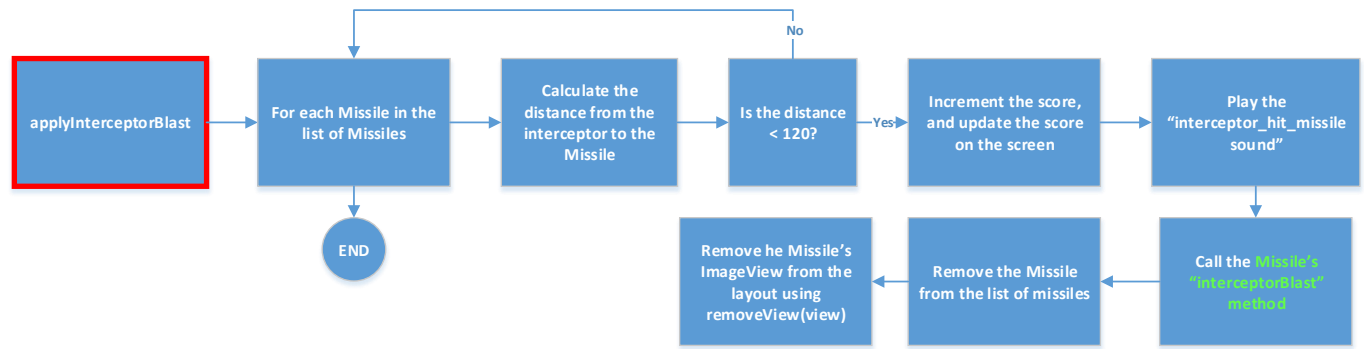 No
applyInterceptorBlast
For each Missile in the
list of Missiles
Calculate the
distance from the
interceptor to the
Missile
Is the distance
< 120?
Yes
Increment the score,
and update the score
on the screen
Play the
“interceptor_hit_missile
sound”
END
Remove he Missile’s
ImageView from the
layout using
removeView(view)
Remove the Missile
from the list of missiles
Call the Missile’s
“interceptorBlast”
method